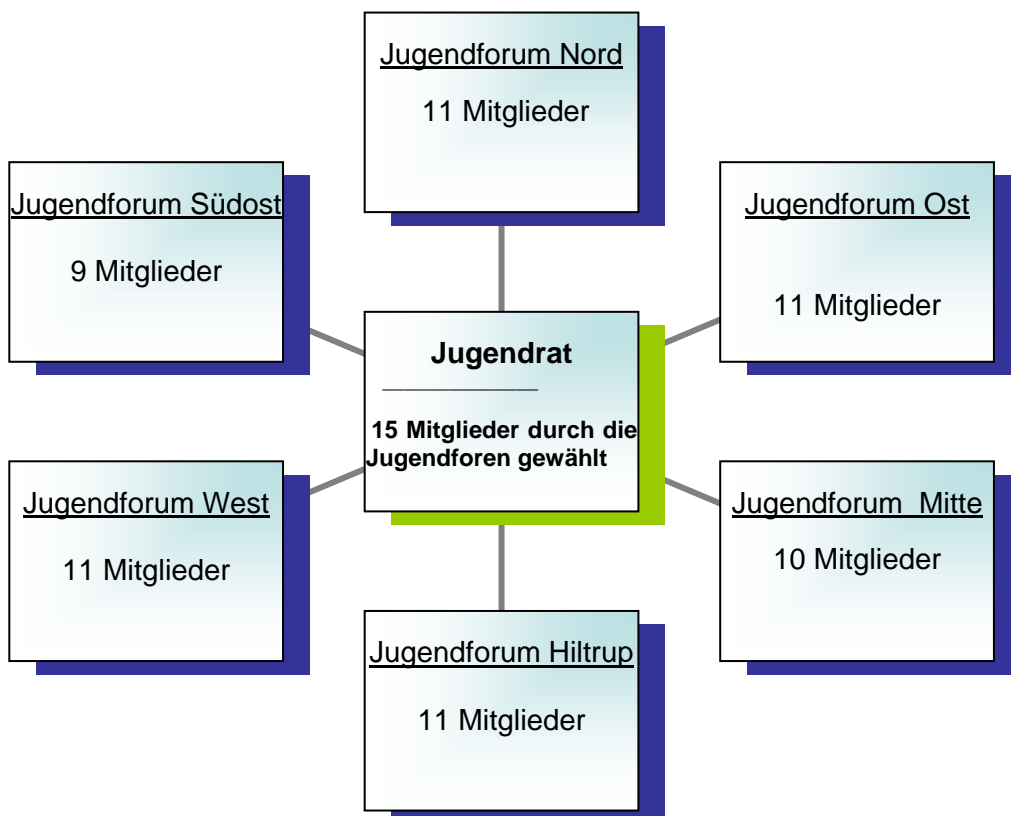 Jugendforum Nord
11 Mitglieder
Jugendforum Südost
9 Mitglieder
Jugendforum Ost
11 Mitglieder
Jugendrat
15 Mitglieder durch die
Jugendforen gewählt
Jugendforum West
11 Mitglieder
Jugendforum  Mitte
10 Mitglieder
Jugendforum Hiltrup
11 Mitglieder